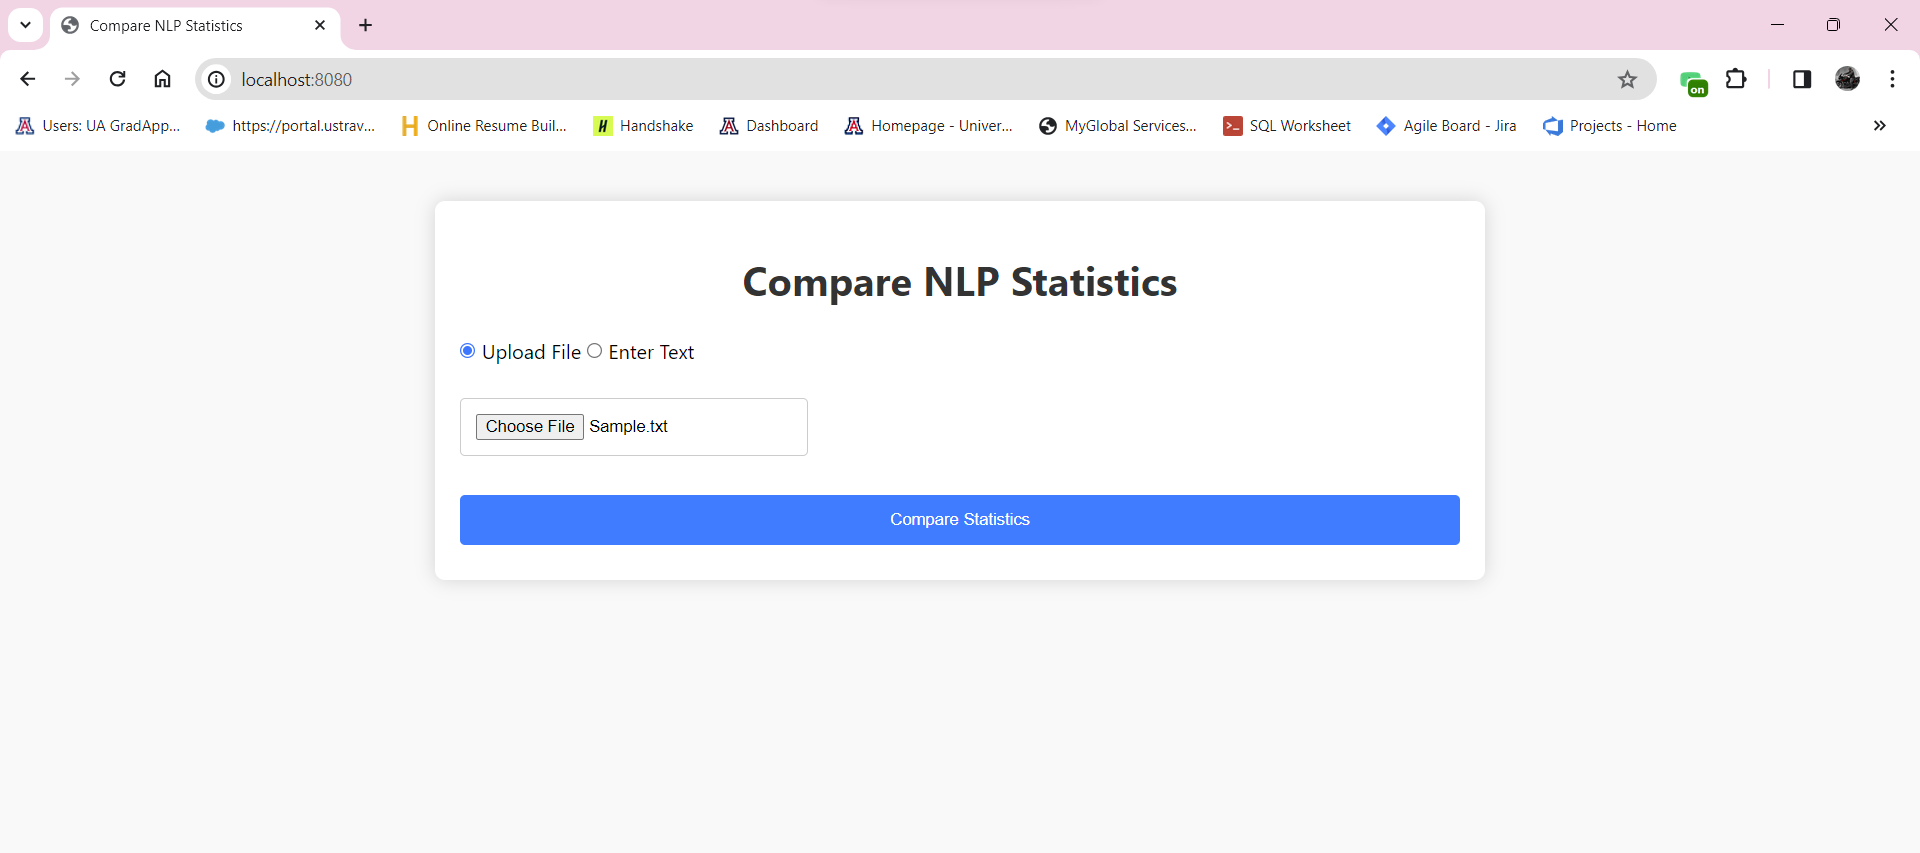 Compare NLP Statistics
localhost:8080
on
Users: UA GradApp... https://portal.ustrav... Online Resume Buil... Handshake Dashboard Homepage - Univer... MyGlobal Services... SQL Worksheet Agile Board - Jira Projects - Home
Compare NLP Statistics
Upload File Enter Text
Choose File Sample.txt
Compare Statistics